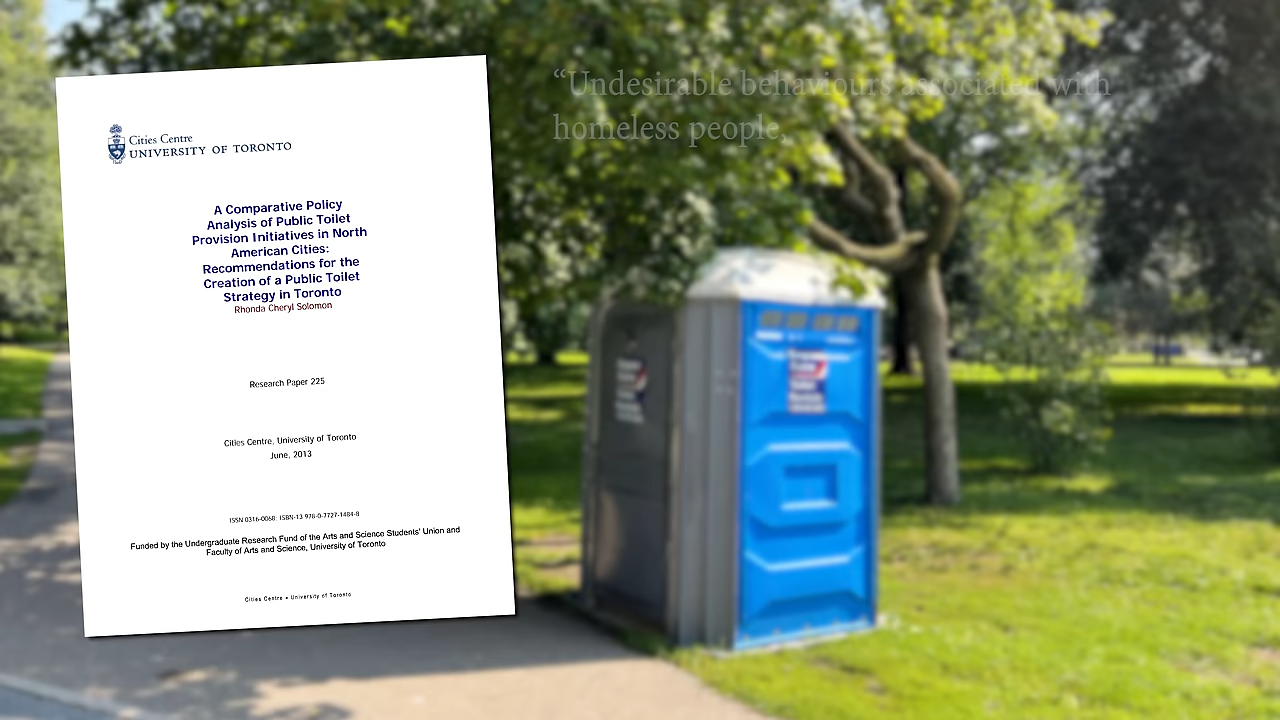 Cities Centre
UNIVERSITY OF TORONTO
A Comparative Policy
Analysis of Public Toilet
Provision Initiatives in North
American Cities:
Recommendations for the
Creation of a Public Toilet
Strategy in Toronto
Rhonda Cheryl Solomon
Research Paper 225
Cities Centre, University of Toronto
June, 2013
ISSN 0316-0068; ISBN-13 978-0-7727-1484-8
Funded by the Undergraduate Research Fund of the Arts and Science Students' Union and
Faculty of Arts and Science, University of Toronto
Cities Centre • University of Toronto
“Undesirable behaviours associated with
homeless people,